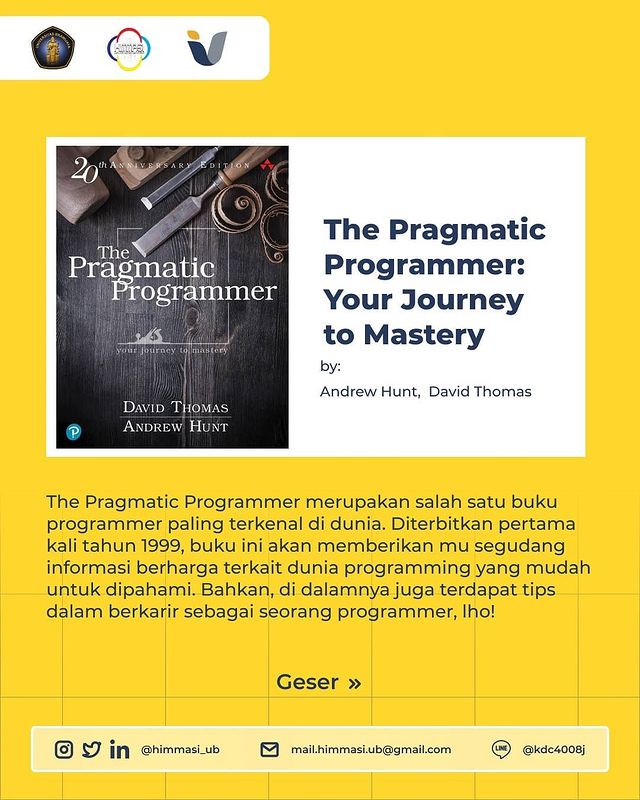 UNIVERSITAS BRAWIJAYA
20th ANNIVERSARY EDITION
The
Pragmatic
Programmer
your journey to mastery
DAVID THOMAS
ANDREW HUNT
P
The Pragmatic
Programmer:
Your Journey
to Mastery
by:
Andrew Hunt,  David Thomas
The Pragmatic Programmer merupakan salah satu buku
programmer paling terkenal di dunia. Diterbitkan pertama
kali tahun 1999, buku ini akan memberikan mu segudang
informasi berharga terkait dunia programming yang mudah
untuk dipahami. Bahkan, di dalamnya juga terdapat tips
dalam berkarir sebagai seorang programmer, lho!
Geser »
@himmasi_ub
mail.himmasi.ub@gmail.com
LINE
@kdc4008j